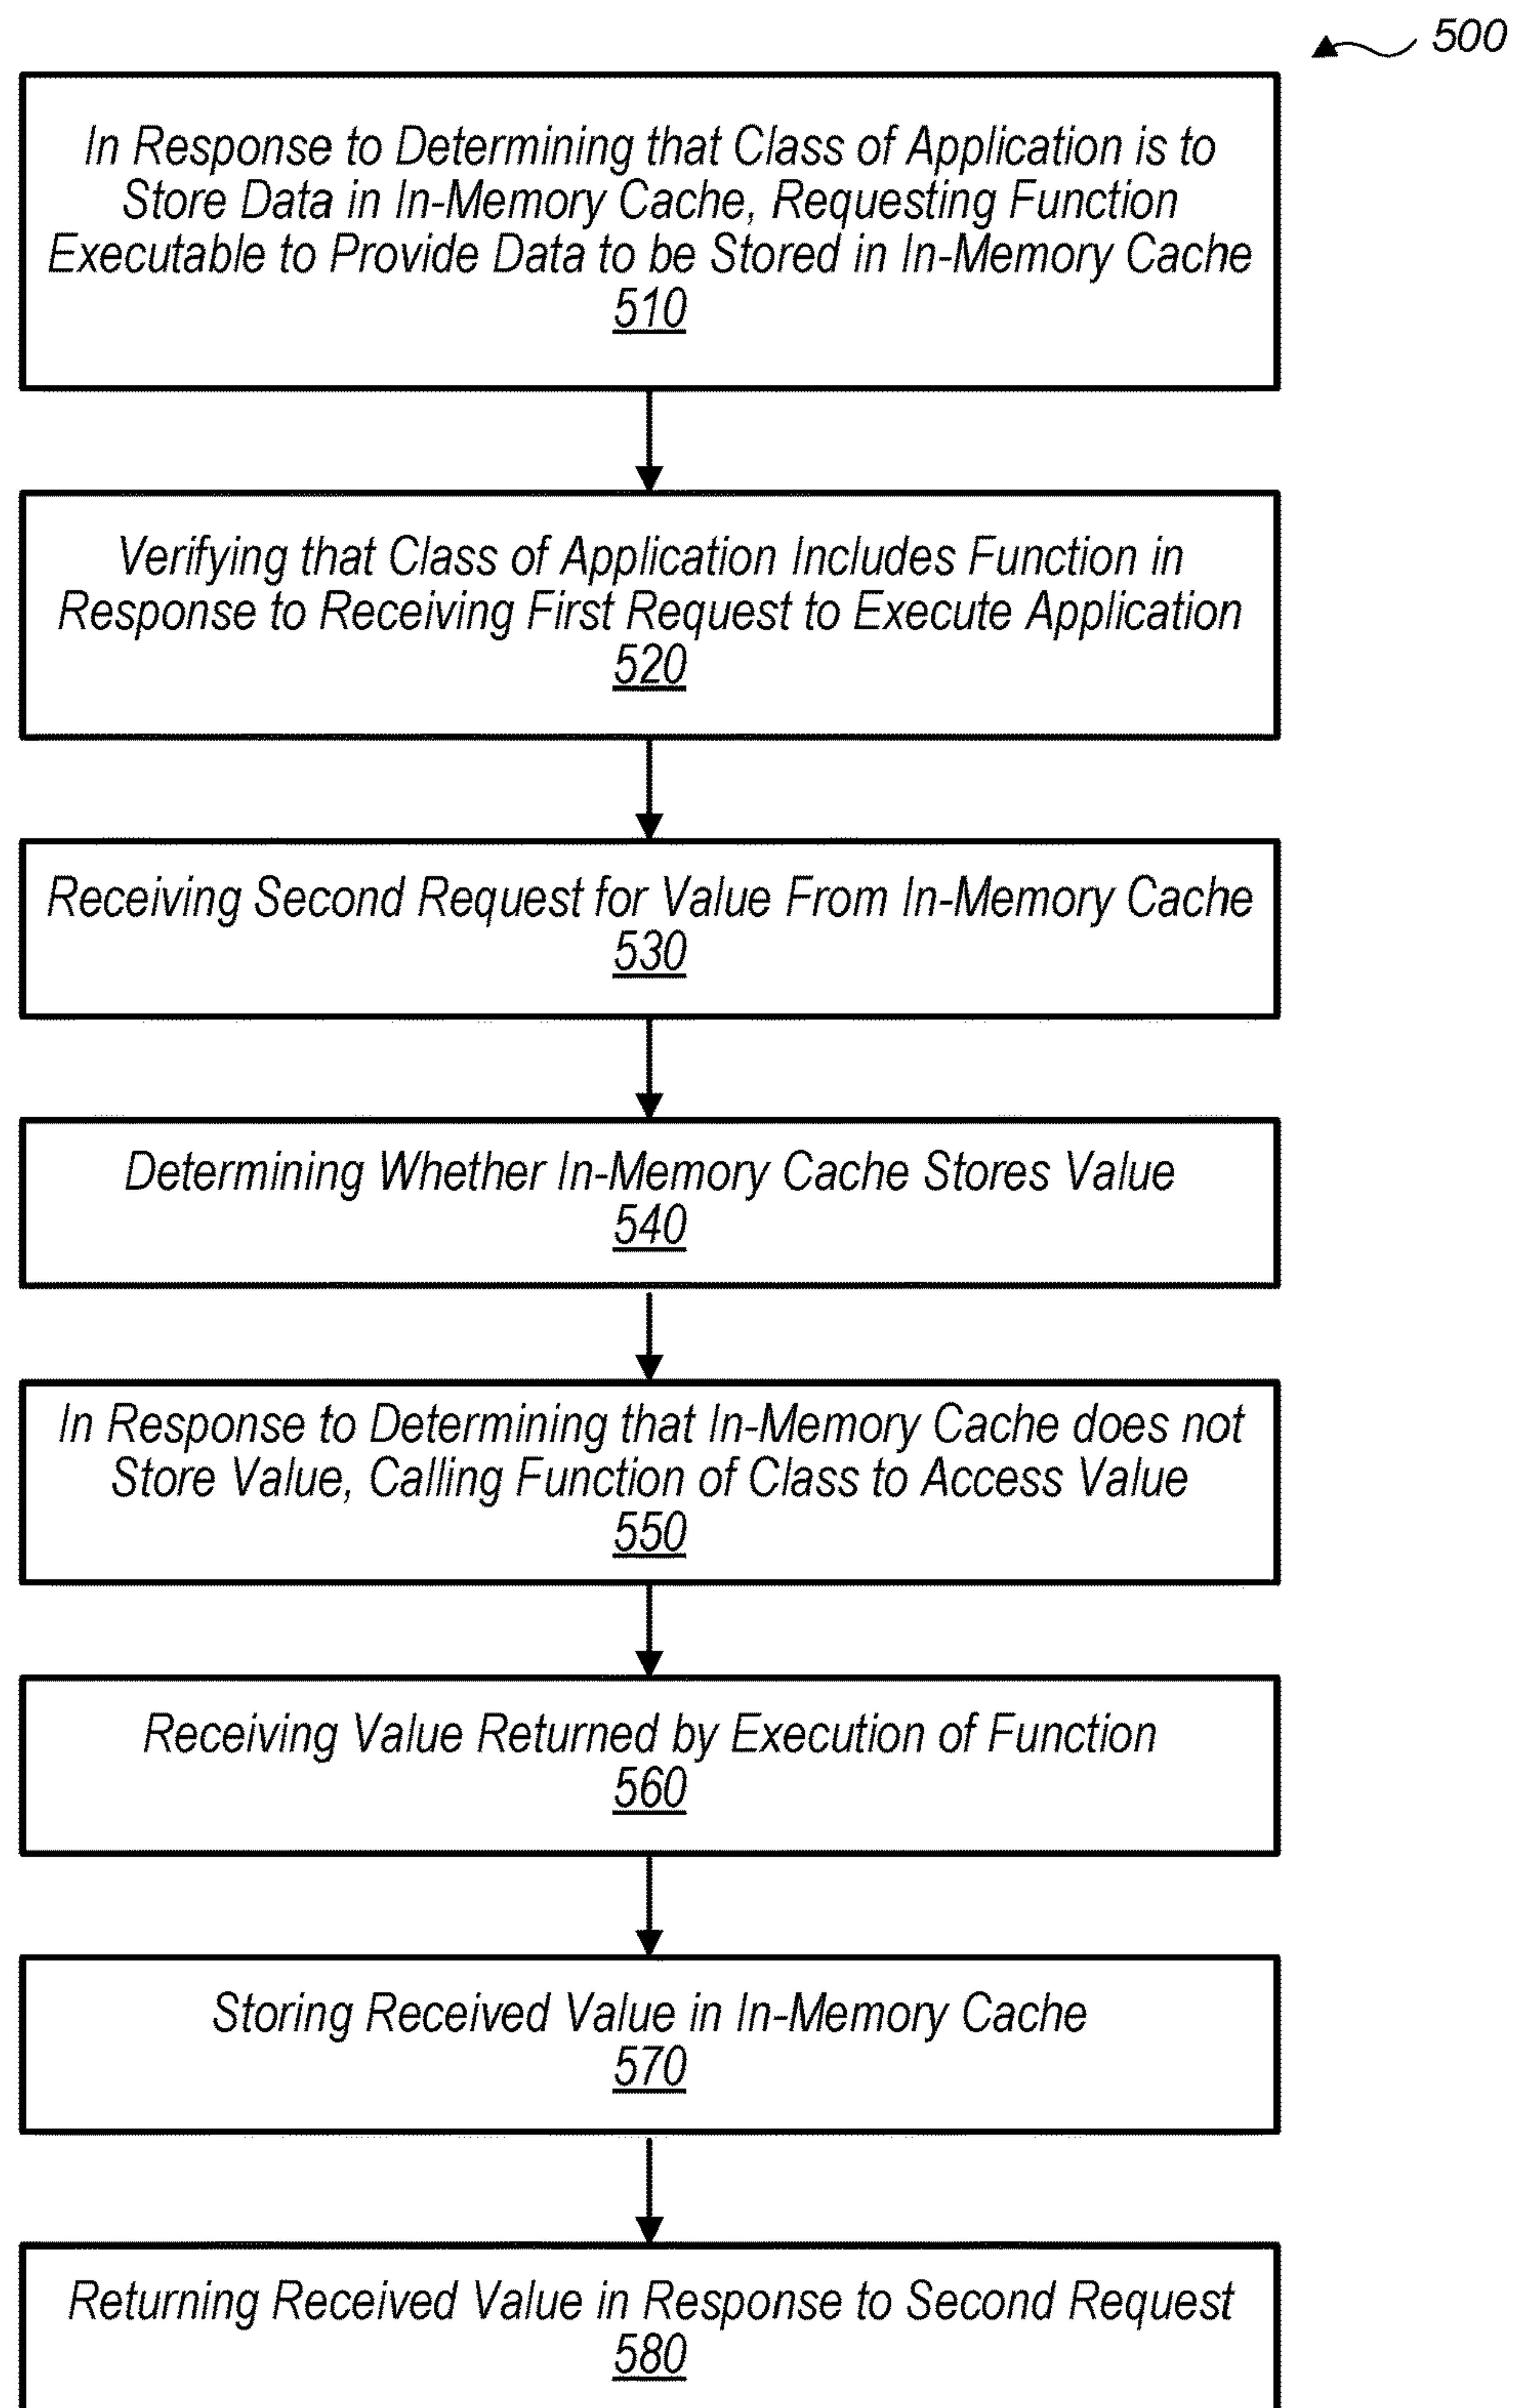 500
In Response to Determining that Class of Application is to
Store Data in In-Memory Cache, Requesting Function
Executable to Provide Data to be Stored in In-Memory Cache
510
Verifying that Class of Application Includes Function in
Response to Receiving First Request to Execute Application
520
Receiving Second Request for Value From In-Memory Cache
530
Determining Whether In-Memory Cache Stores Value
540
In Response to Determining that In-Memory Cache does not
Store Value, Calling Function of Class to Access Value
550
Receiving Value Returned by Execution of Function
560
Storing Received Value in In-Memory Cache
570
Returning Received Value in Response to Second Request
580